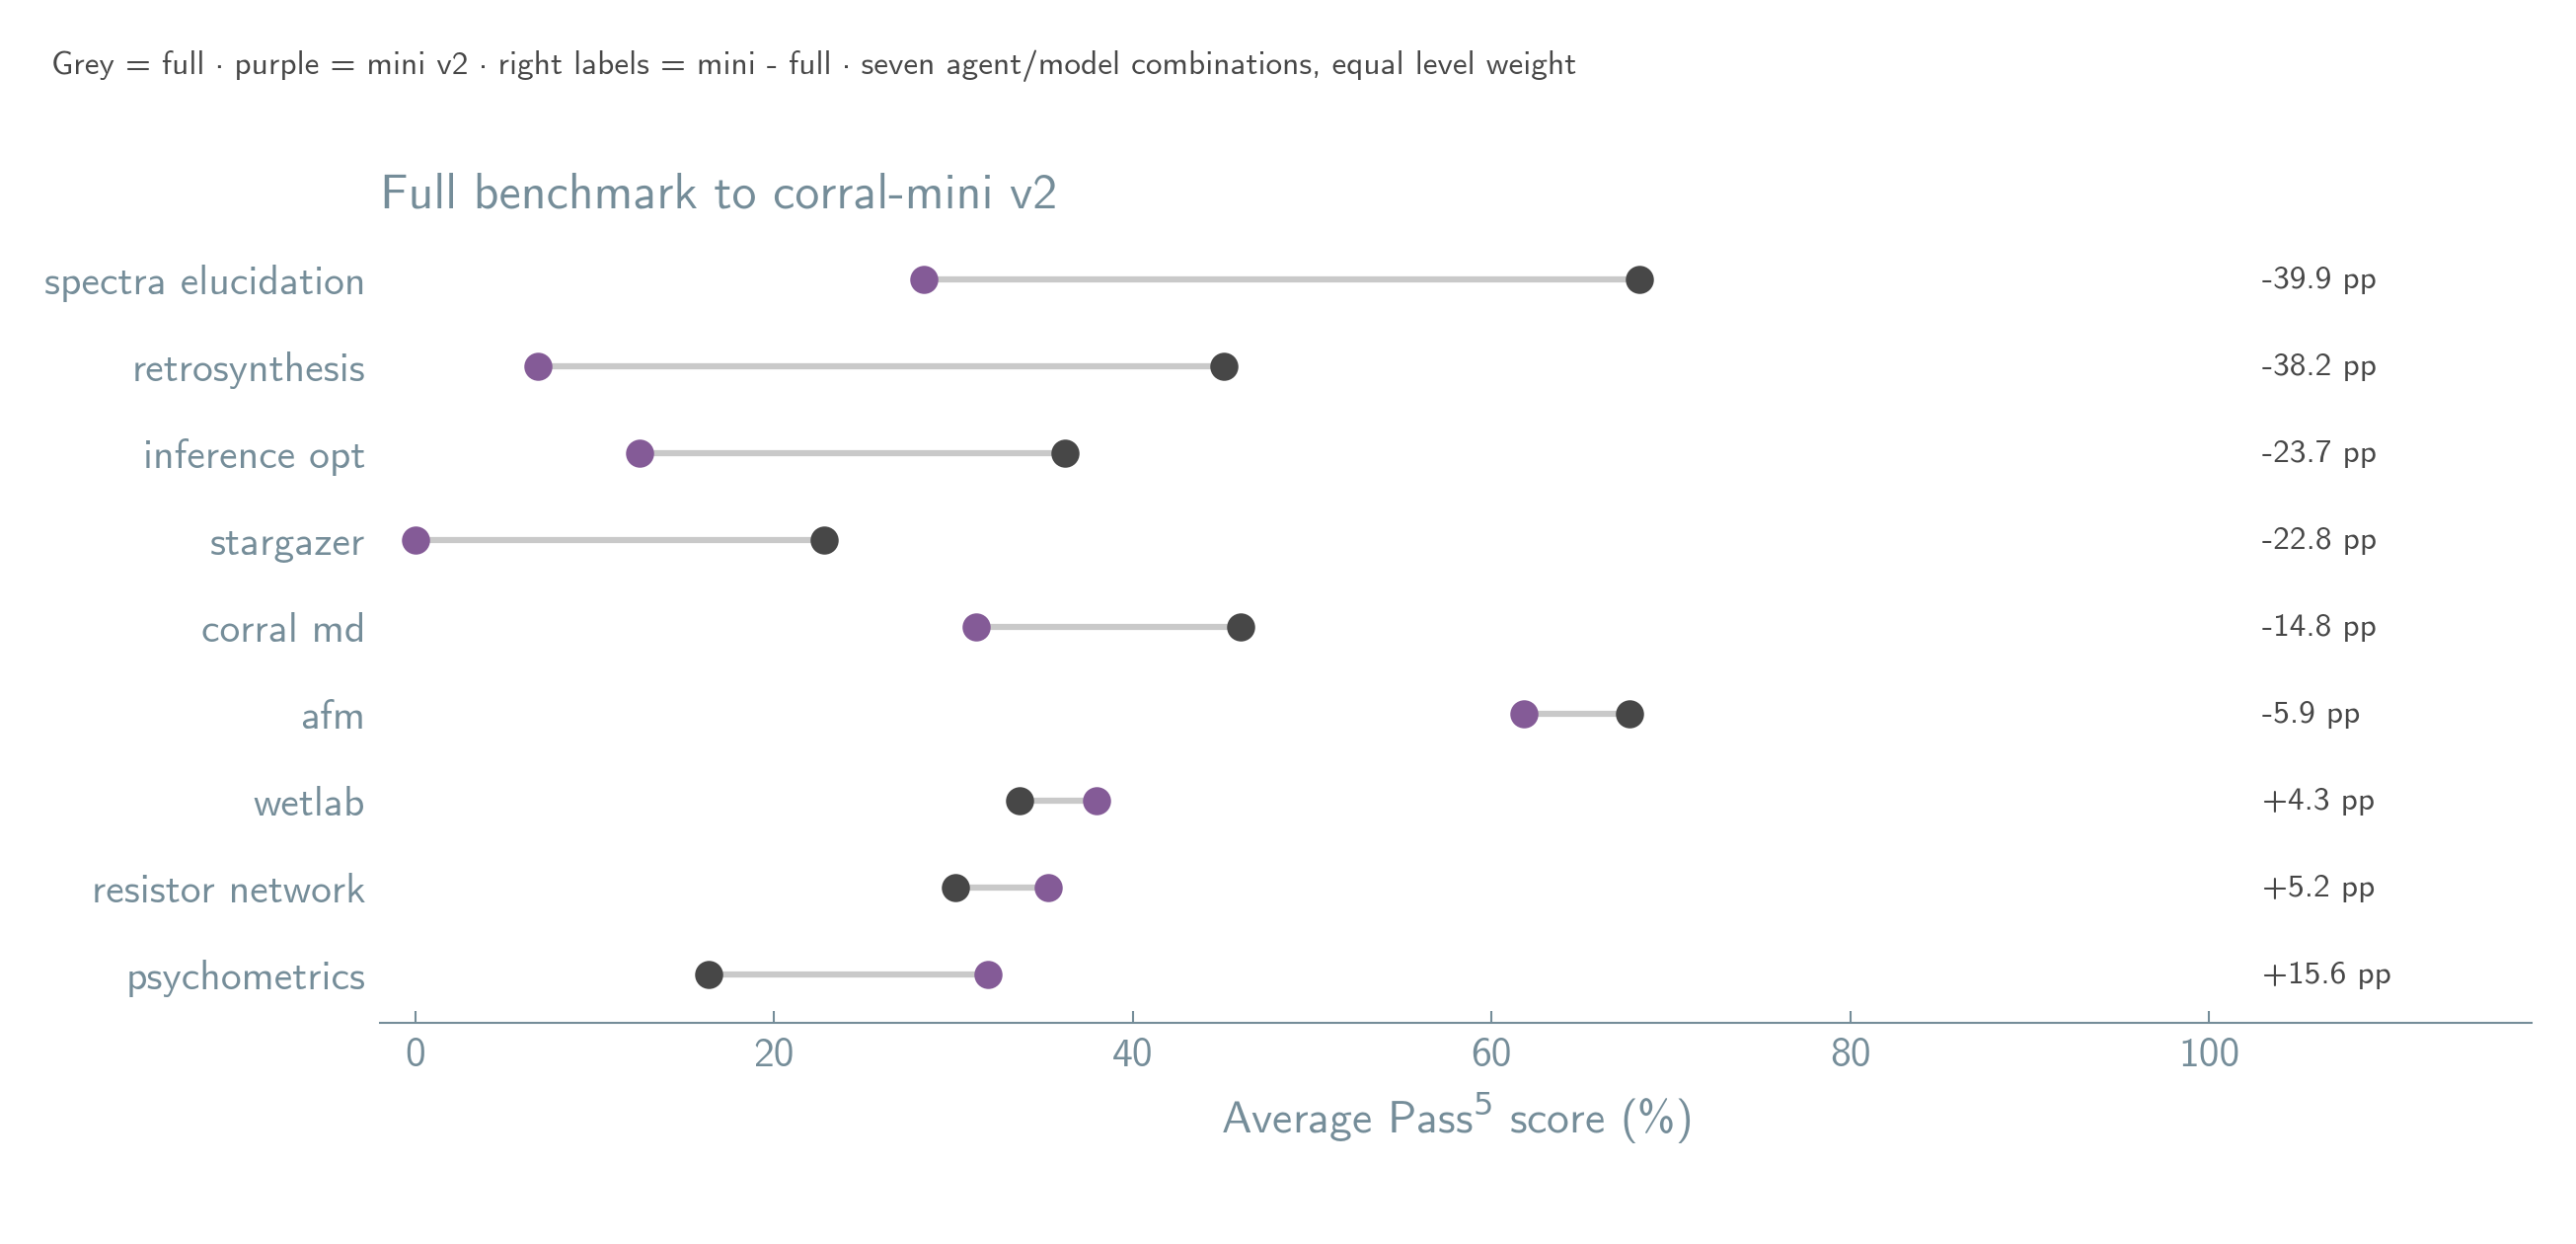 Grey = full · purple = mini v2 · right labels = mini - full · seven agent/model combinations, equal level weight
Full benchmark to corral-mini v2
spectra elucidation -39.9 pp
retrosynthesis -38.2 pp
inference opt -23.7 pp
stargazer -22.8 pp
corral md -14.8 pp
afm -5.9 pp
wetlab +4.3 pp
resistor network +5.2 pp
psychometrics +15.6 pp
0 20 40 60 80 100
Average Pass⁵ score (%)